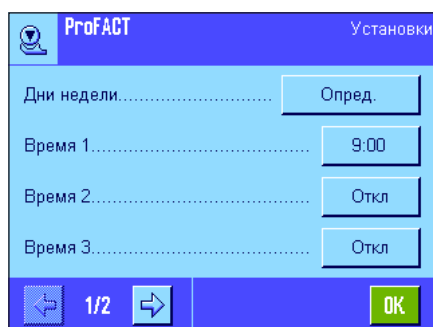 ProFACT Установки
Дни недели............................ Опред.
Время 1....................................... 9:00
Время 2....................................... Откл
Время 3....................................... Откл
1/2 OK